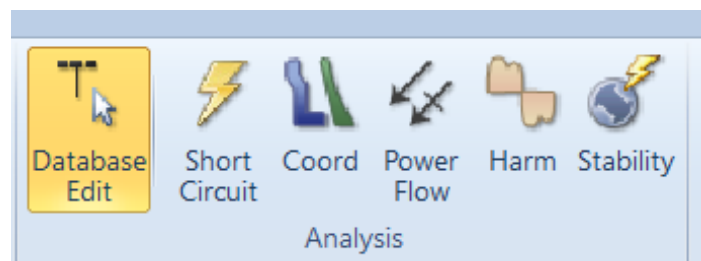 Database Edit
Short Circuit
Coord
Power Flow
Harm
Stability
Analysis